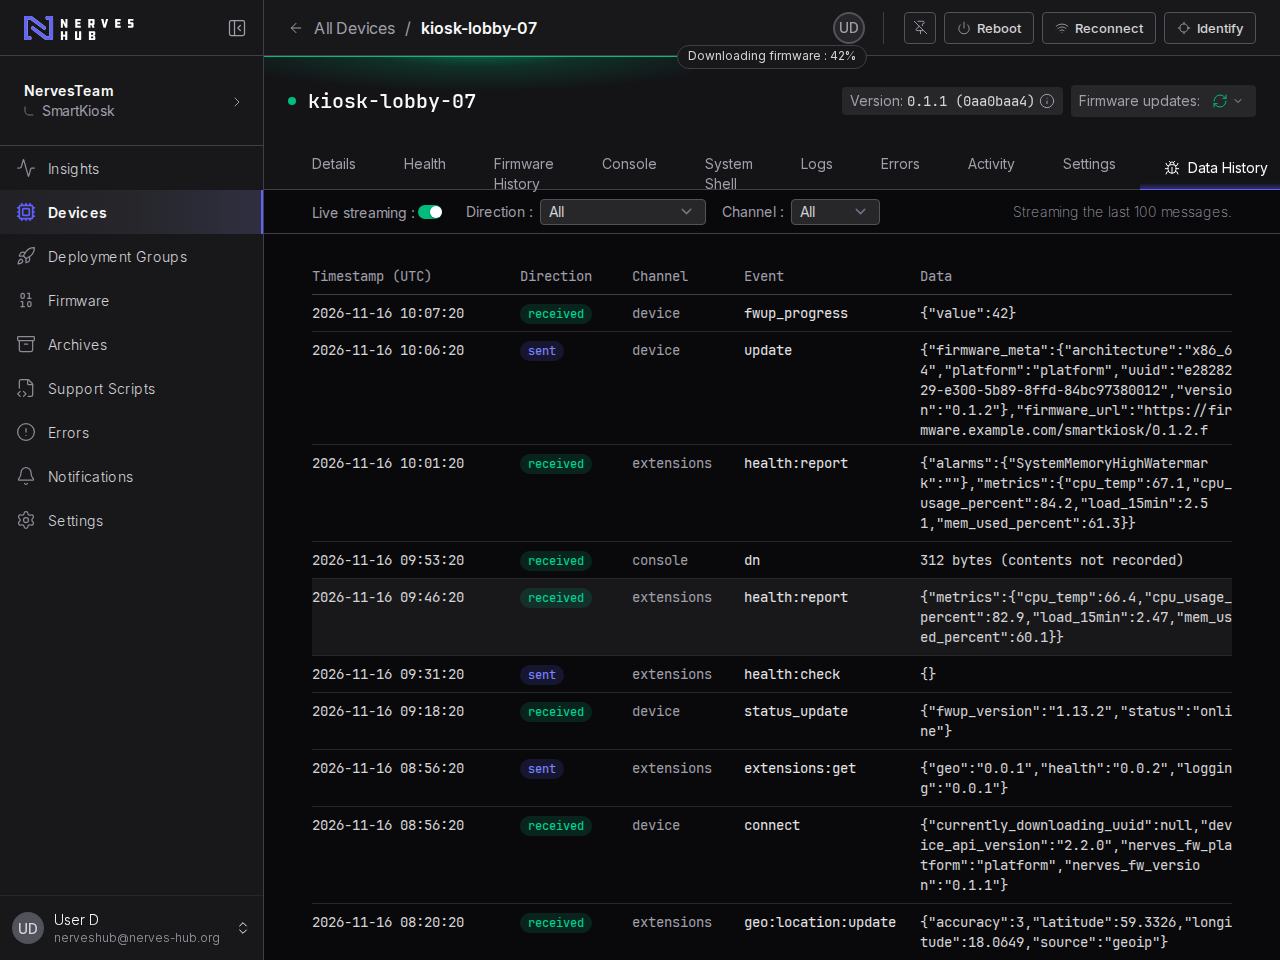 NERVES
HUB
All Devices / kiosk-lobby-07
UD
Reboot
Reconnect
Identify
Downloading firmware : 42%
NervesTeam
SmartKiosk
kiosk-lobby-07
Version: 0.1.1 (0aa0baa4)
Firmware updates:
Insights
Devices
Deployment Groups
Firmware
Archives
Support Scripts
Errors
Notifications
Settings
Details
Health
Firmware
History
Console
System
Shell
Logs
Errors
Activity
Settings
Data History
Live streaming :
Direction : All
Channel : All
Streaming the last 100 messages.
Timestamp (UTC) Direction Channel Event Data
2026-11-16 10:07:20 received device fwup_progress {"value":42}
2026-11-16 10:06:20 sent device update {"firmware_meta":{"architecture":"x86_6
4","platform":"platform","uuid":"e28282
29-e300-5b89-8ffd-84bc97380012","versio
n":"0.1.2"},"firmware_url":"https://fir
mware.example.com/smartkiosk/0.1.2.f
2026-11-16 10:01:20 received extensions health:report {"alarms":{"SystemMemoryHighWatermar
k":""},"metrics":{"cpu_temp":67.1,"cpu_
usage_percent":84.2,"load_15min":2.5
1,"mem_used_percent":61.3}}
2026-11-16 09:53:20 received console dn 312 bytes (contents not recorded)
2026-11-16 09:46:20 received extensions health:report {"metrics":{"cpu_temp":66.4,"cpu_usage_
percent":82.9,"load_15min":2.47,"mem_us
ed_percent":60.1}}
2026-11-16 09:31:20 sent extensions health:check {}
2026-11-16 09:18:20 received device status_update {"fwup_version":"1.13.2","status":"onli
ne"}
2026-11-16 08:56:20 sent extensions extensions:get {"geo":"0.0.1","health":"0.0.2","loggin
g":"0.0.1"}
2026-11-16 08:56:20 received device connect {"currently_downloading_uuid":null,"dev
ice_api_version":"2.2.0","nerves_fw_pla
tform":"platform","nerves_fw_versio
n":"0.1.1"}
2026-11-16 08:20:20 received extensions geo:location:update {"accuracy":3,"latitude":59.3326,"longi
tude":18.0649,"source":"geoip"}
UD
User D
nerveshub@nerves-hub.org